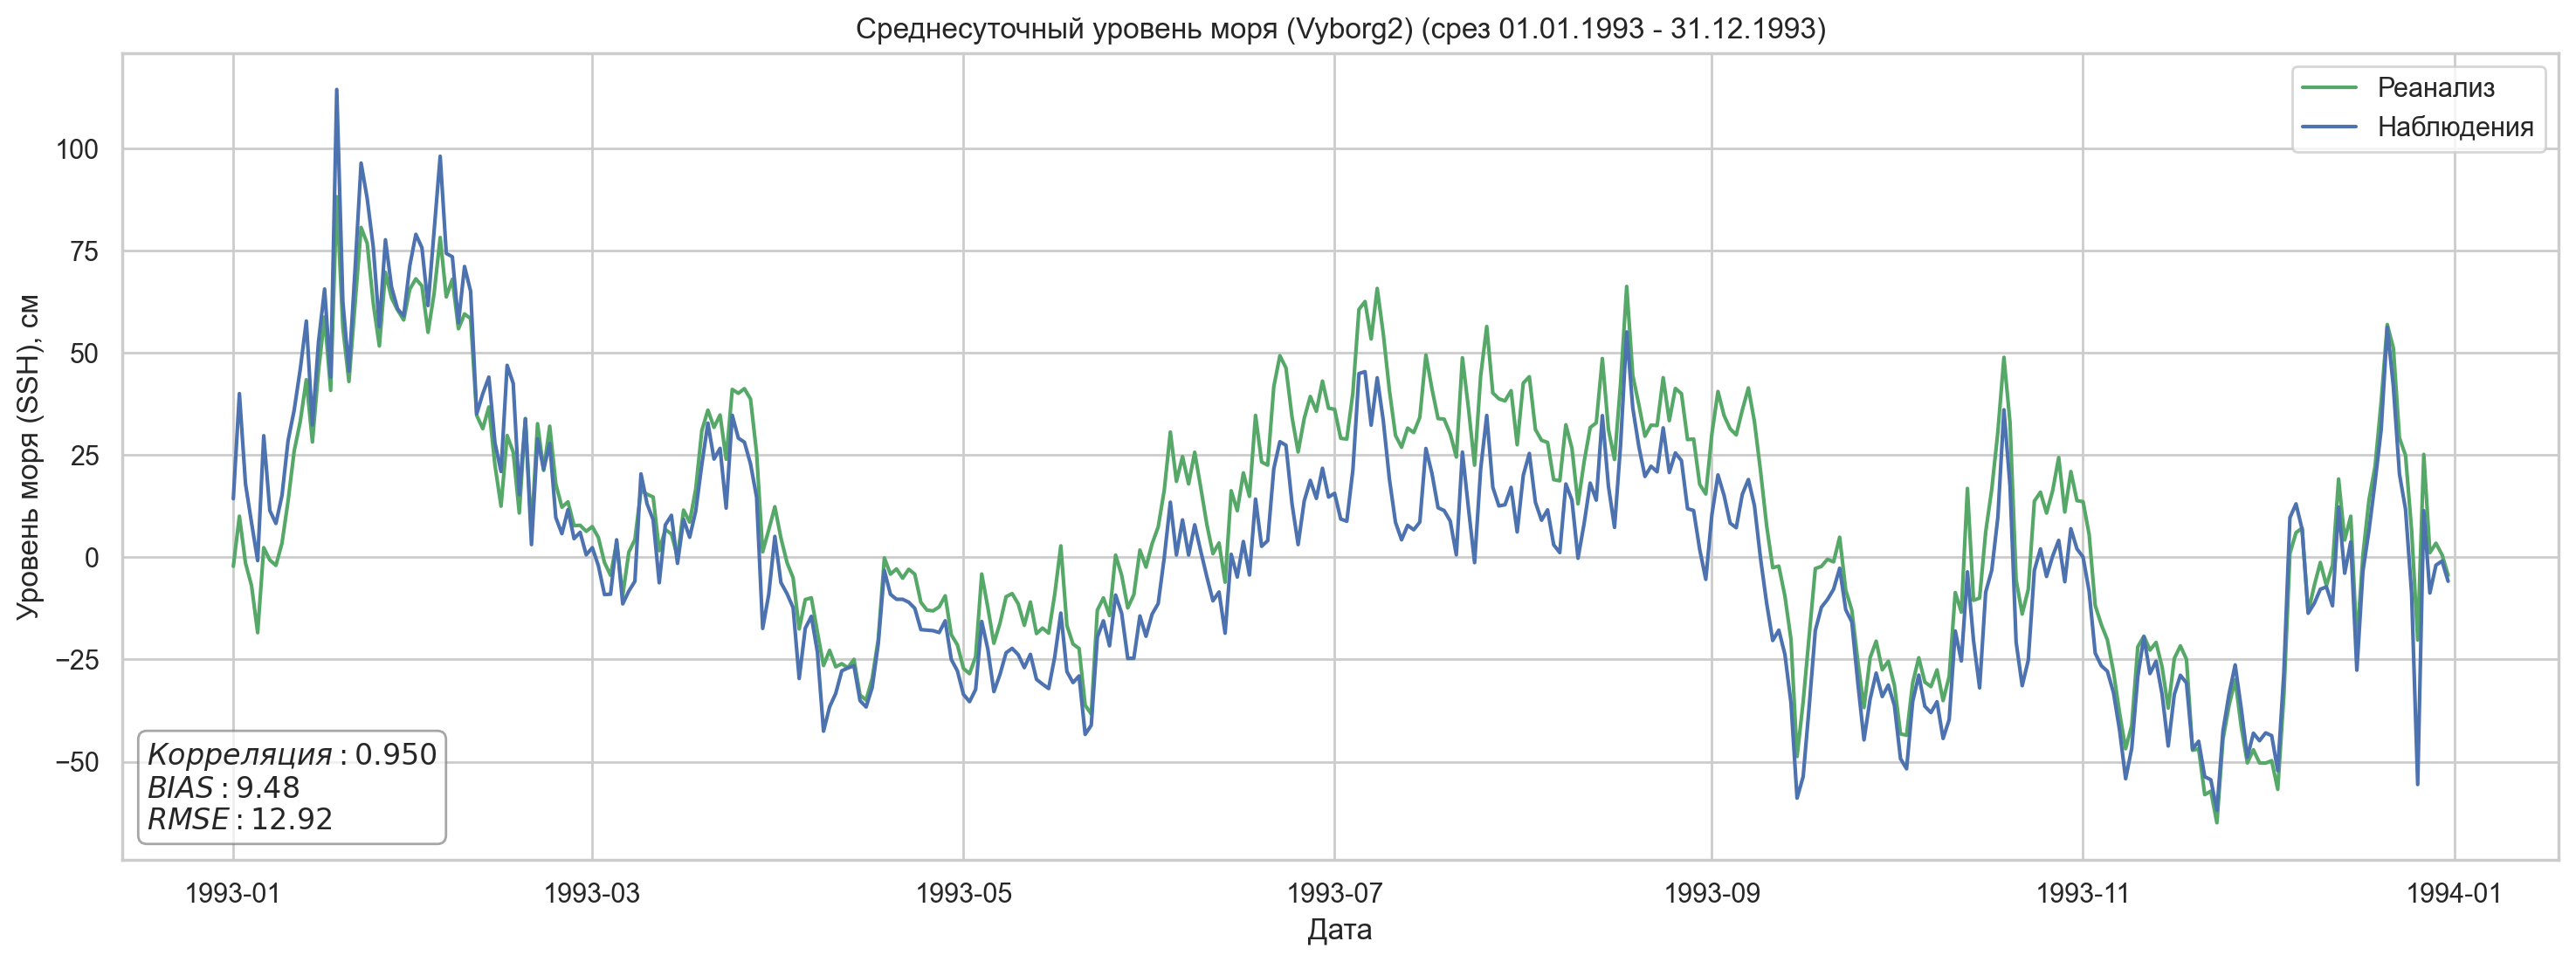 Среднесуточный уровень моря (Vyborg2) (срез 01.01.1993 - 31.12.1993)
Реанализ
Наблюдения
Уровень моря (SSH), см
100
75
50
25
0
−25
−50
Корреляция : 0.950
BIAS : 9.48
RMSE : 12.92
1993-01 1993-03 1993-05 1993-07 1993-09 1993-11 1994-01
Дата